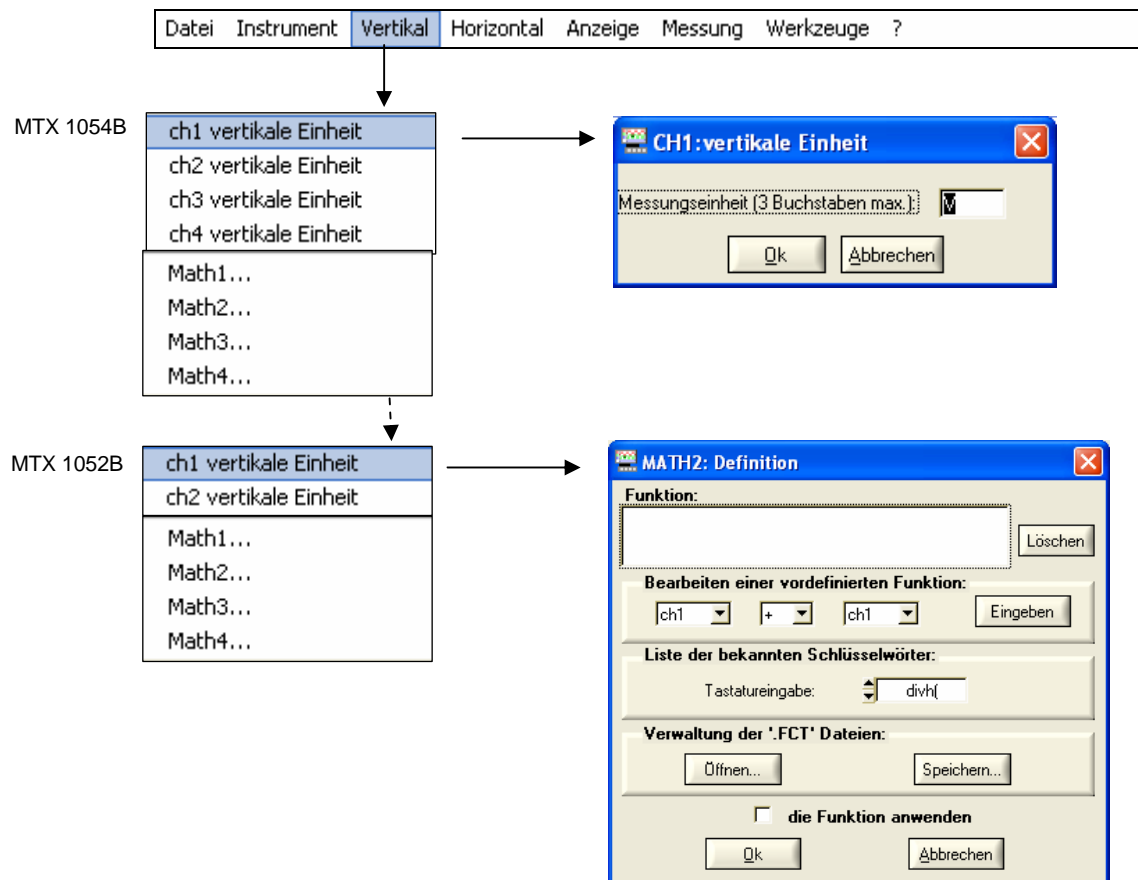 Datei Instrument Vertikal Horizontal Anzeige Messung Werkzeuge ?
MTX 1054B
ch1 vertikale Einheit
ch2 vertikale Einheit
ch3 vertikale Einheit
ch4 vertikale Einheit
Math1...
Math2...
Math3...
Math4...
CH1:vertikale Einheit
Messungseinheit (3 Buchstaben max.): V
Ok Abbrechen
MTX 1052B
ch1 vertikale Einheit
ch2 vertikale Einheit
Math1...
Math2...
Math3...
Math4...
MATH2: Definition
Funktion:
Löschen
Bearbeiten einer vordefinierten Funktion:
ch1 + ch1 Eingeben
Liste der bekannten Schlüsselwörter:
Tastatureingabe: divh(
Verwaltung der '.FCT' Dateien:
Öffnen... Speichern...
die Funktion anwenden
Ok Abbrechen